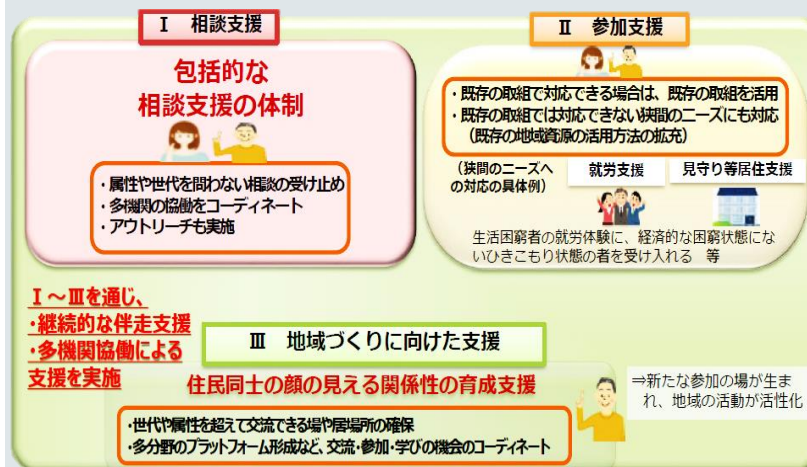 Ⅰ 相談支援
包括的な
相談支援の体制
・属性や世代を問わない相談の受け止め
・多機関の協働をコーディネート
・アウトリーチも実施
Ⅱ 参加支援
・既存の取組で対応できる場合は、既存の取組を活用
・既存の取組では対応できない狭間のニーズにも対応
（既存の地域資源の活用方法の拡充）
（狭間のニーズへ
の対応の具体例）
就労支援
見守り等居住支援
生活困窮者の就労体験に、経済的な困窮状態にな
いひきこもり状態の者を受け入れる 等
Ⅰ～Ⅲを通じ、
・継続的な伴走支援
・多機関協働による
支援を実施
Ⅲ 地域づくりに向けた支援
住民同士の顔の見える関係性の育成支援
・世代や属性を超えて交流できる場や居場所の確保
・多分野のプラットフォーム形成など、交流・参加・学びの機会のコーディネート
⇒新たな参加の場が生ま
れ、地域の活動が活性化